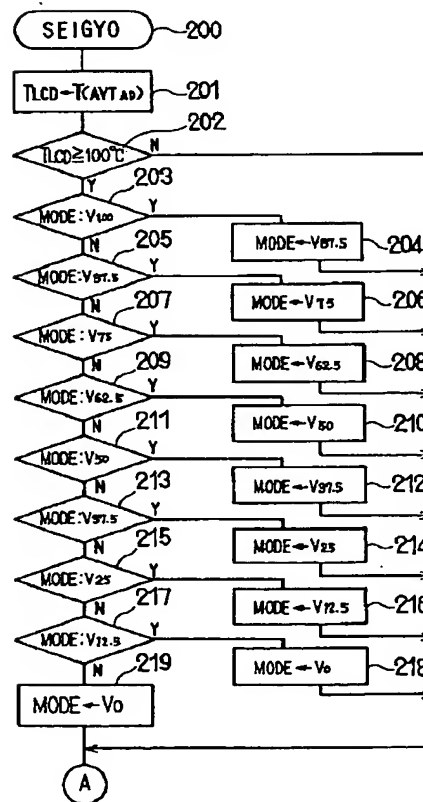 SEIGYO 200
TLCD←T(AVTAD) 201
202
TLCD≧100℃ N
Y
203
MODE:V100 Y
N
MODE←V87.5 204
205
MODE:V87.5 Y
N
MODE←V75 206
207
MODE:V75 Y
N
MODE←V62.5 208
209
MODE:V62.5 Y
N
MODE←V50 210
211
MODE:V50 Y
N
MODE←V37.5 212
213
MODE:V37.5 Y
N
MODE←V25 214
215
MODE:V25 Y
N
MODE←V12.5 216
217
MODE:V12.5 Y
N
MODE←V0 218
219
MODE←V0
A